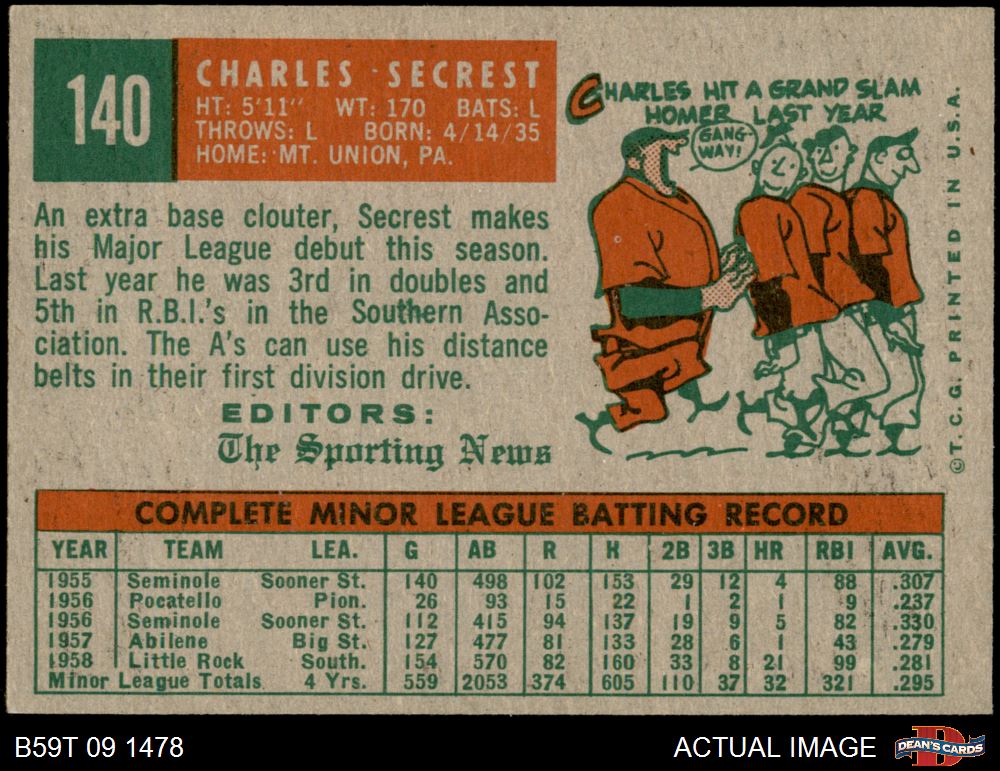 140
CHARLES SECREST
HT: 5'11" WT: 170 BATS: L
THROWS: L BORN: 4/14/35
HOME: MT. UNION, PA.
An extra base clouter, Secrest makes
his Major League debut this season.
Last year he was 3rd in doubles and
5th in R.B.I.'s in the Southern Asso-
ciation. The A's can use his distance
belts in their first division drive.
EDITORS:
The Sporting News
CHARLES HIT A GRAND SLAM
HOMER LAST YEAR
GANG-
WAY!
©T. C. G. PRINTED IN U.S.A.
COMPLETE MINOR LEAGUE BATTING RECORD
YEAR TEAM LEA. G AB R H 2B 3B HR RBI AVG.
1955 Seminole Sooner St. 140 498 102 153 29 12 4 88 .307
1956 Pocatello Pion. 26 93 15 22 1 2 1 9 .237
1956 Seminole Sooner St. 112 415 94 137 19 9 5 82 .330
1957 Abilene Big St. 127 477 81 133 28 6 1 43 .279
1958 Little Rock South. 154 570 82 160 33 8 21 99 .281
Minor League Totals 4 Yrs. 559 2053 374 605 110 37 32 321 .295
B59T 09 1478
ACTUAL IMAGE
DEAN'S CARDS